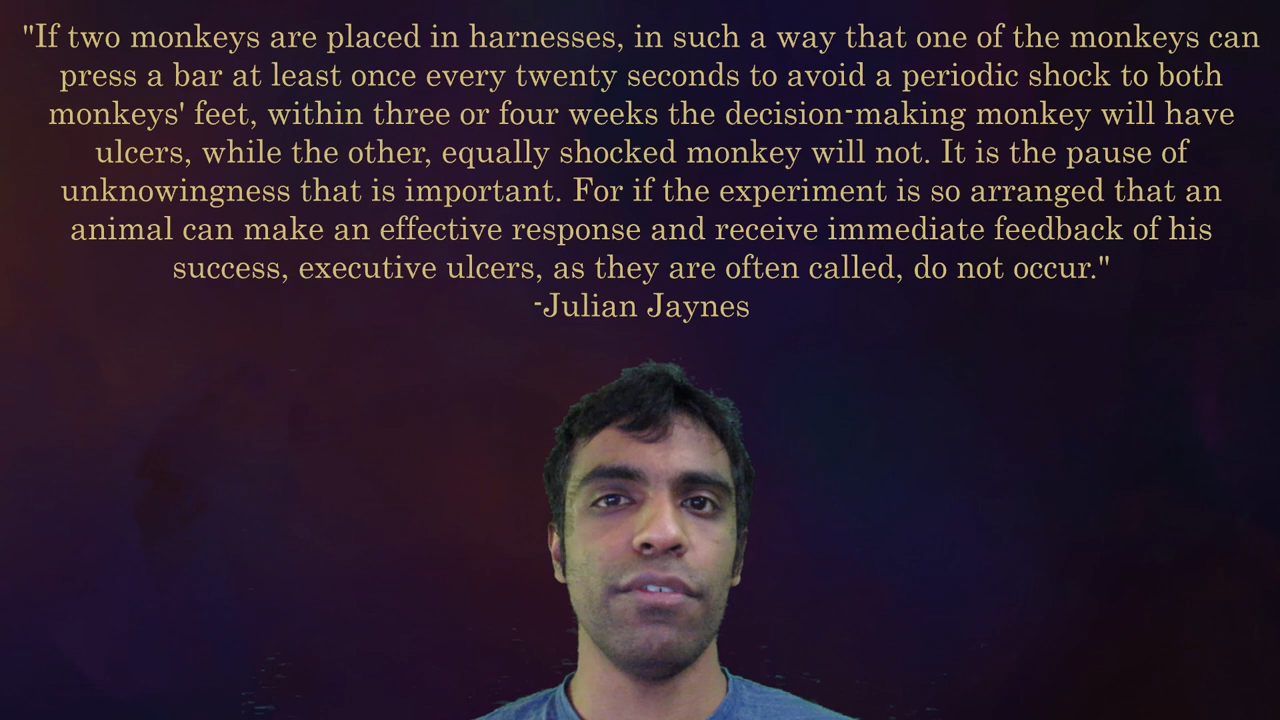 "If two monkeys are placed in harnesses, in such a way that one of the monkeys can
press a bar at least once every twenty seconds to avoid a periodic shock to both
monkeys' feet, within three or four weeks the decision-making monkey will have
ulcers, while the other, equally shocked monkey will not. It is the pause of
unknowingness that is important. For if the experiment is so arranged that an
animal can make an effective response and receive immediate feedback of his
success, executive ulcers, as they are often called, do not occur."
-Julian Jaynes